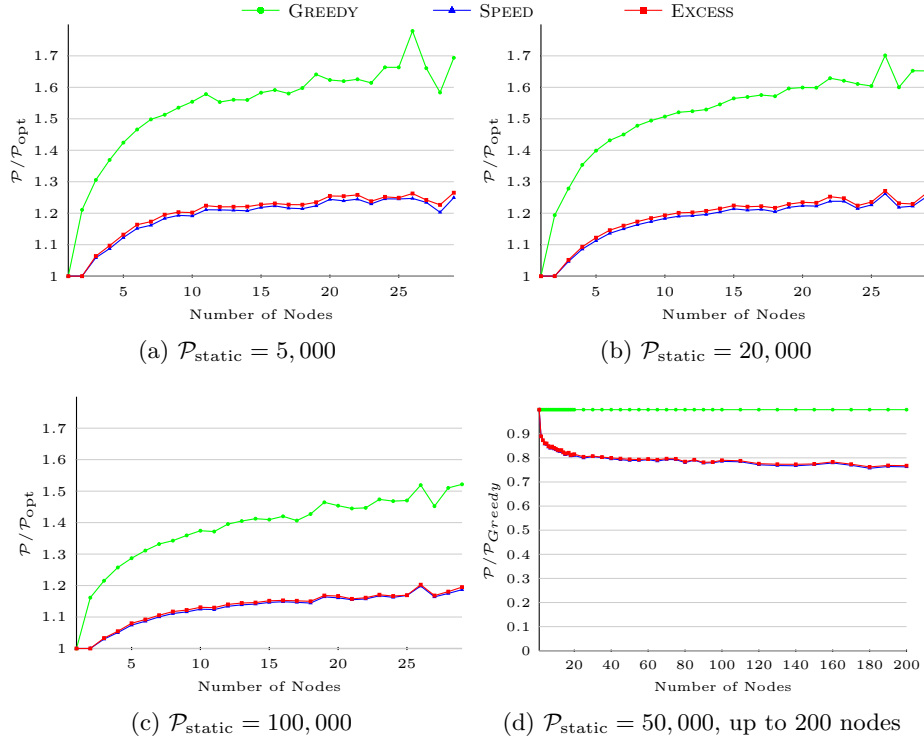 GREEDY SPEED EXCESS
P/P_opt
1.7
1.6
1.5
1.4
1.3
1.2
1.1
1
5 10 15 20 25
Number of Nodes
(a) P_static = 5,000
P/P_opt
1.7
1.6
1.5
1.4
1.3
1.2
1.1
1
5 10 15 20 25
Number of Nodes
(b) P_static = 20,000
P/P_opt
1.7
1.6
1.5
1.4
1.3
1.2
1.1
1
5 10 15 20 25
Number of Nodes
(c) P_static = 100,000
P/P_Greedy
0.9
0.8
0.7
0.6
0.5
0.4
0.3
0.2
0.1
0
20 40 60 80 100 120 140 160 180 200
Number of Nodes
(d) P_static = 50,000, up to 200 nodes